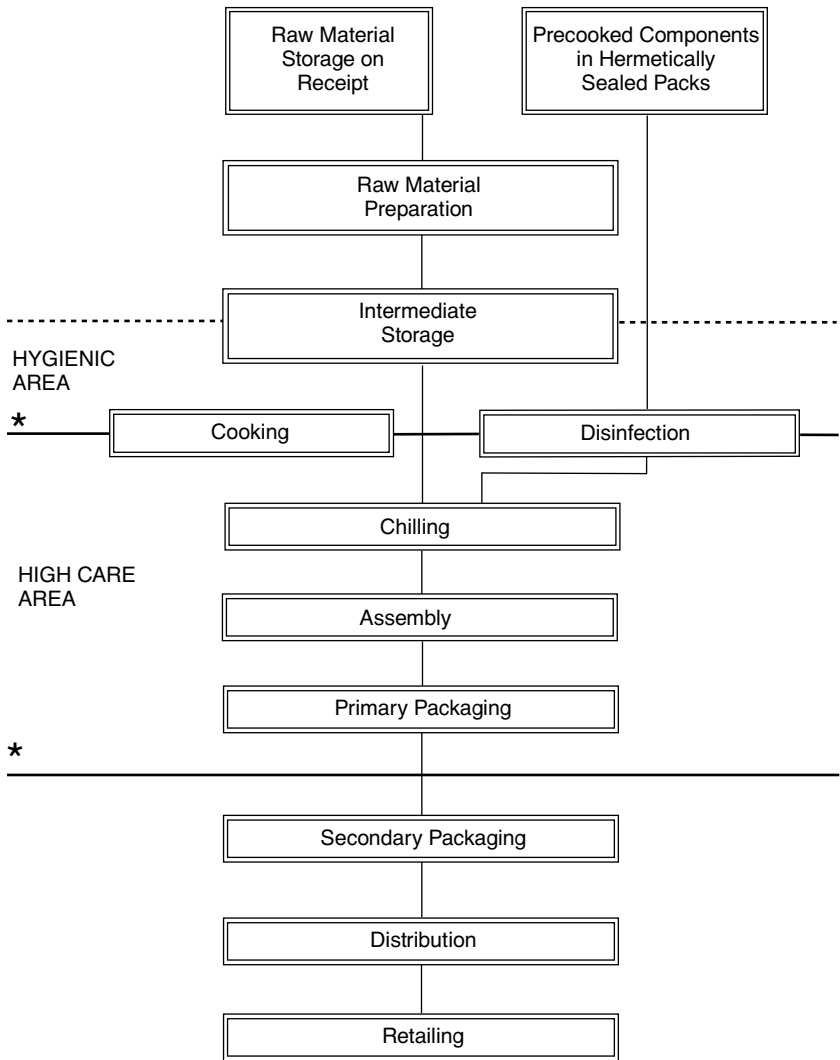 Raw Material
Storage on
Receipt
Precooked Components
in Hermetically
Sealed Packs
Raw Material
Preparation
Intermediate
Storage
HYGIENIC
AREA
*
Cooking
Disinfection
Chilling
HIGH CARE
AREA
Assembly
Primary Packaging
*
Secondary Packaging
Distribution
Retailing